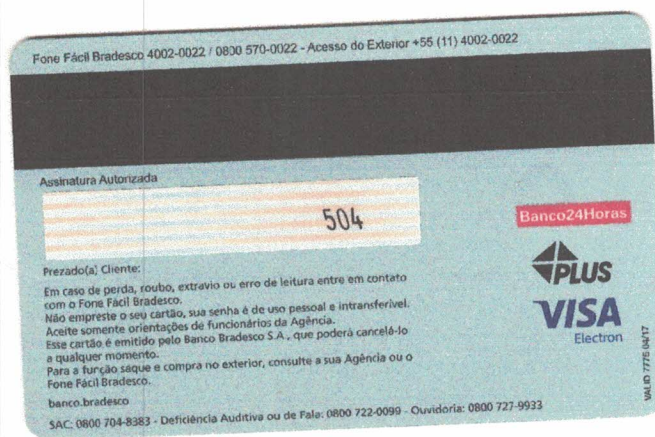 Fone Fácil Bradesco 4002-0022 / 0800 570-0022 - Acesso do Exterior +55 (11) 4002-0022
Assinatura Autorizada
504
Banco24Horas
PLUS
VISA
Electron
Prezado(a) Cliente:
Em caso de perda, roubo, extravio ou erro de leitura entre em contato
com o Fone Fácil Bradesco.
Não empreste o seu cartão, sua senha é de uso pessoal e intransferível.
Aceite somente orientações de funcionários da Agência.
Esse cartão é emitido pelo Banco Bradesco S.A., que poderá cancelá-lo
a qualquer momento.
Para a função saque e compra no exterior, consulte a sua Agência ou o
Fone Fácil Bradesco.
banco.bradesco
SAC: 0800 704-8383 - Deficiência Auditiva ou de Fala: 0800 722-0099 - Ouvidoria: 0800 727-9933
VALID 7775 04/17